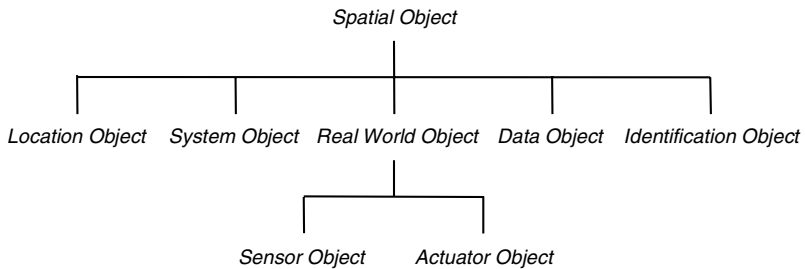 Spatial Object
Location Object System Object Real World Object Data Object Identification Object
Sensor Object Actuator Object